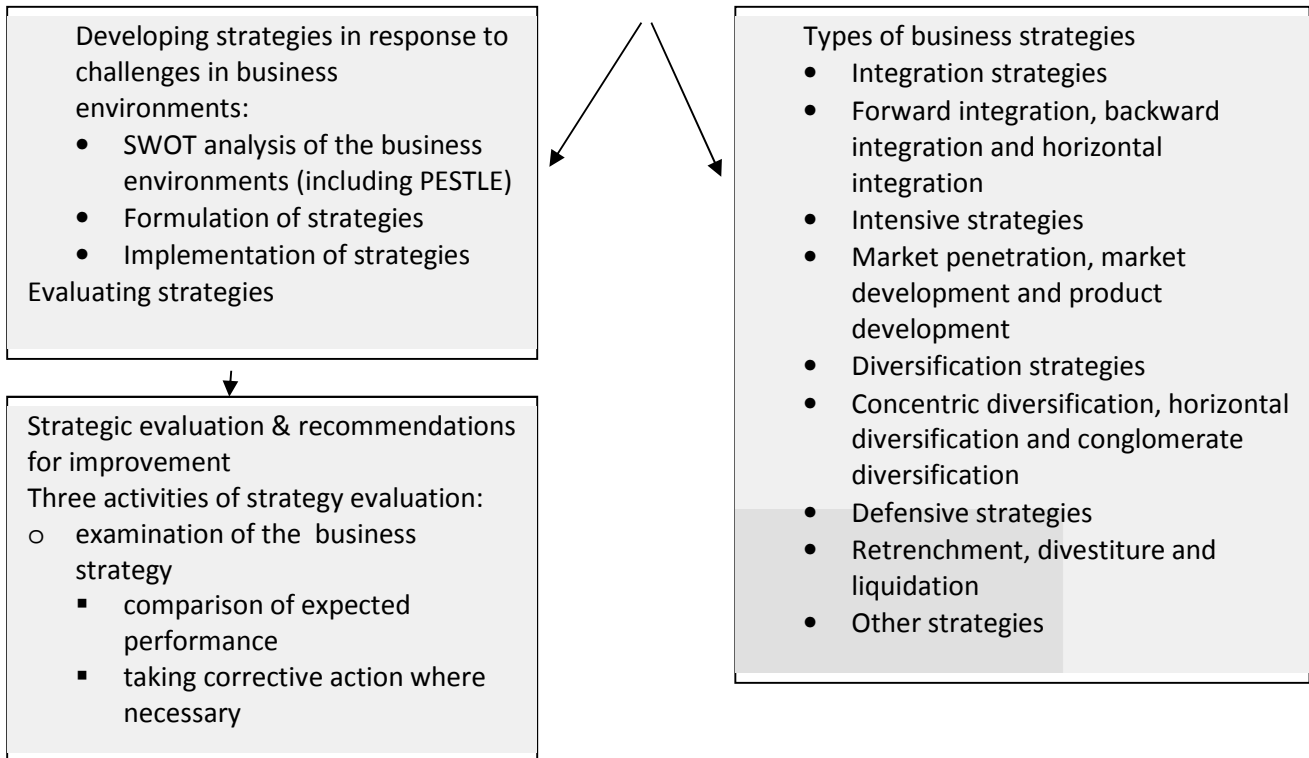 Developing strategies in response to
challenges in business
environments:
• SWOT analysis of the business
environments (including PESTLE)
• Formulation of strategies
• Implementation of strategies
Evaluating strategies
Strategic evaluation & recommendations
for improvement
Three activities of strategy evaluation:
o examination of the business
strategy
▪ comparison of expected
performance
▪ taking corrective action where
necessary
Types of business strategies
• Integration strategies
• Forward integration, backward
integration and horizontal
integration
• Intensive strategies
• Market penetration, market
development and product
development
• Diversification strategies
• Concentric diversification, horizontal
diversification and conglomerate
diversification
• Defensive strategies
• Retrenchment, divestiture and
liquidation
• Other strategies